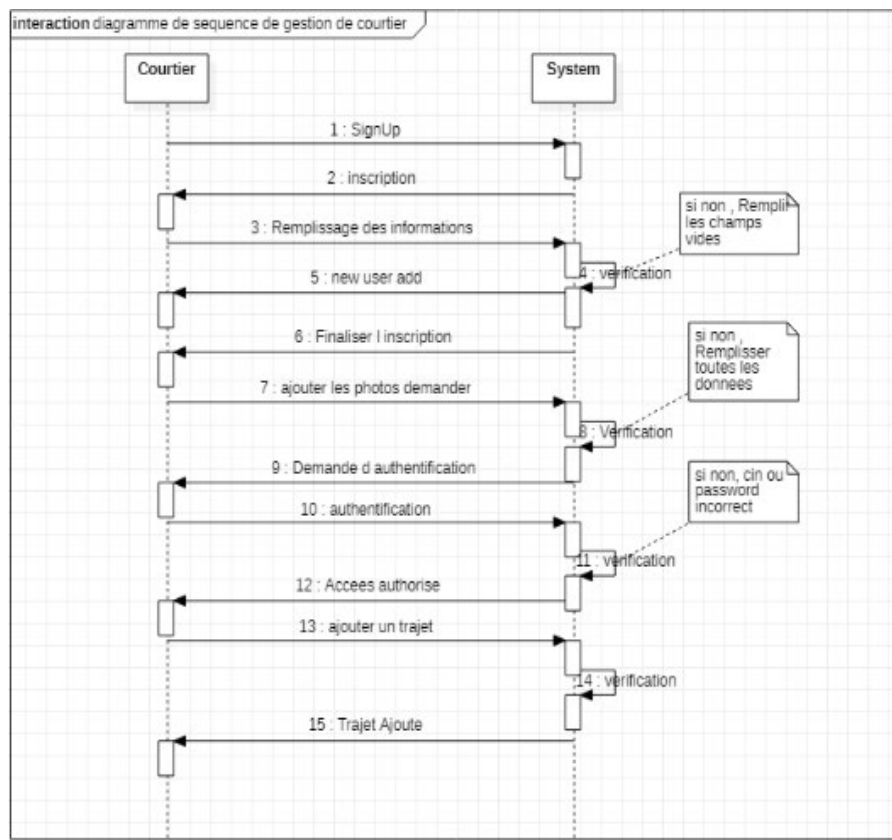 interaction diagramme de sequence de gestion de courtier
Courtier
System
1 : SignUp
2 : inscription
si non , Remplir
les champs
vides
3 : Remplissage des informations
4 : verification
5 : new user add
si non ,
Remplisser
toutes les
donnees
6 : Finaliser l inscription
7 : ajouter les photos demander
8 : Verification
9 : Demande d authentification
si non, cin ou
password
incorrect
10 : authentification
11 : verification
12 : Accees authorise
13 : ajouter un trajet
14 : verification
15 : Trajet Ajoute